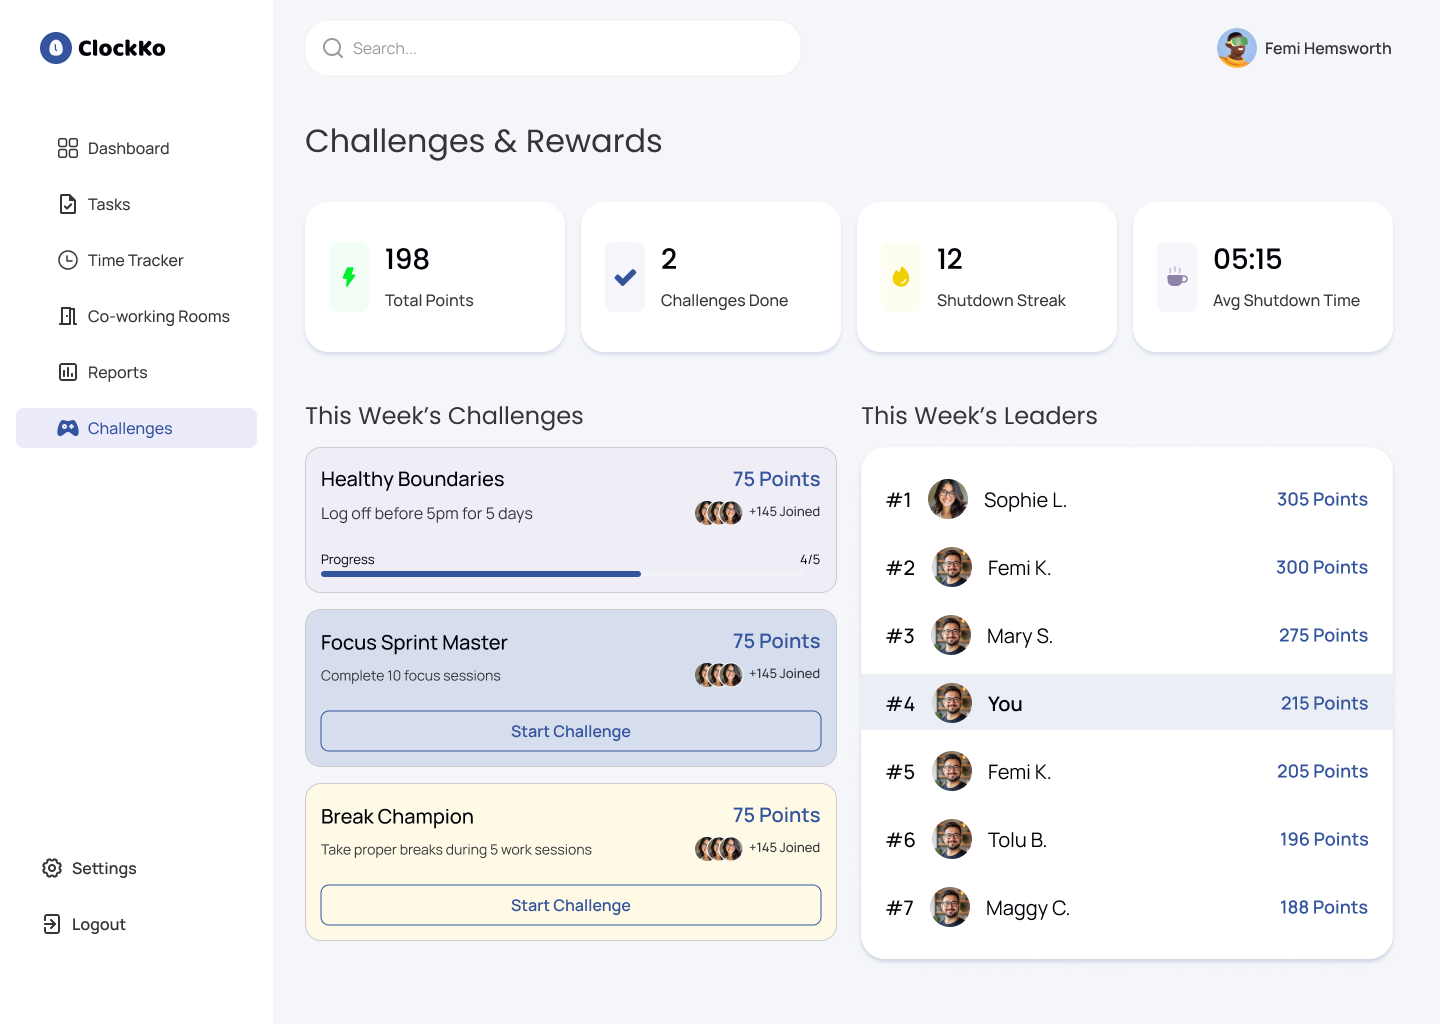 ClockKo
Search...
Femi Hemsworth
Dashboard
Tasks
Time Tracker
Co-working Rooms
Reports
Challenges
Settings
Logout
Challenges & Rewards
198
Total Points
2
Challenges Done
12
Shutdown Streak
05:15
Avg Shutdown Time
This Week’s Challenges
Healthy Boundaries
75 Points
Log off before 5pm for 5 days
+145 Joined
Progress
4/5
Focus Sprint Master
75 Points
Complete 10 focus sessions
+145 Joined
Start Challenge
Break Champion
75 Points
Take proper breaks during 5 work sessions
+145 Joined
Start Challenge
This Week’s Leaders
#1 Sophie L. 305 Points
#2 Femi K. 300 Points
#3 Mary S. 275 Points
#4 You 215 Points
#5 Femi K. 205 Points
#6 Tolu B. 196 Points
#7 Maggy C. 188 Points